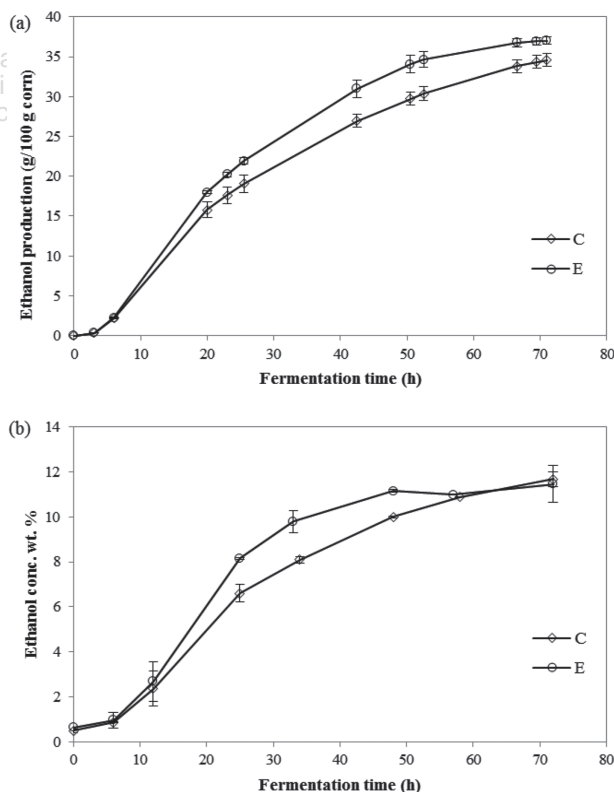 (a)
40
35
30
25
20
15
10
5
0
Ethanol production (g/100 g corn)
C
E
0 10 20 30 40 50 60 70 80
Fermentation time (h)
(b)
14
12
10
8
6
4
2
0
Ethanol conc. wt. %
C
E
0 10 20 30 40 50 60 70 80
Fermentation time (h)